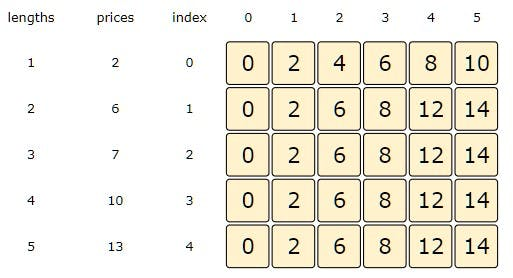 lengths prices index 0 1 2 3 4 5
1 2 0 0 2 4 6 8 10
2 6 1 0 2 6 8 12 14
3 7 2 0 2 6 8 12 14
4 10 3 0 2 6 8 12 14
5 13 4 0 2 6 8 12 14